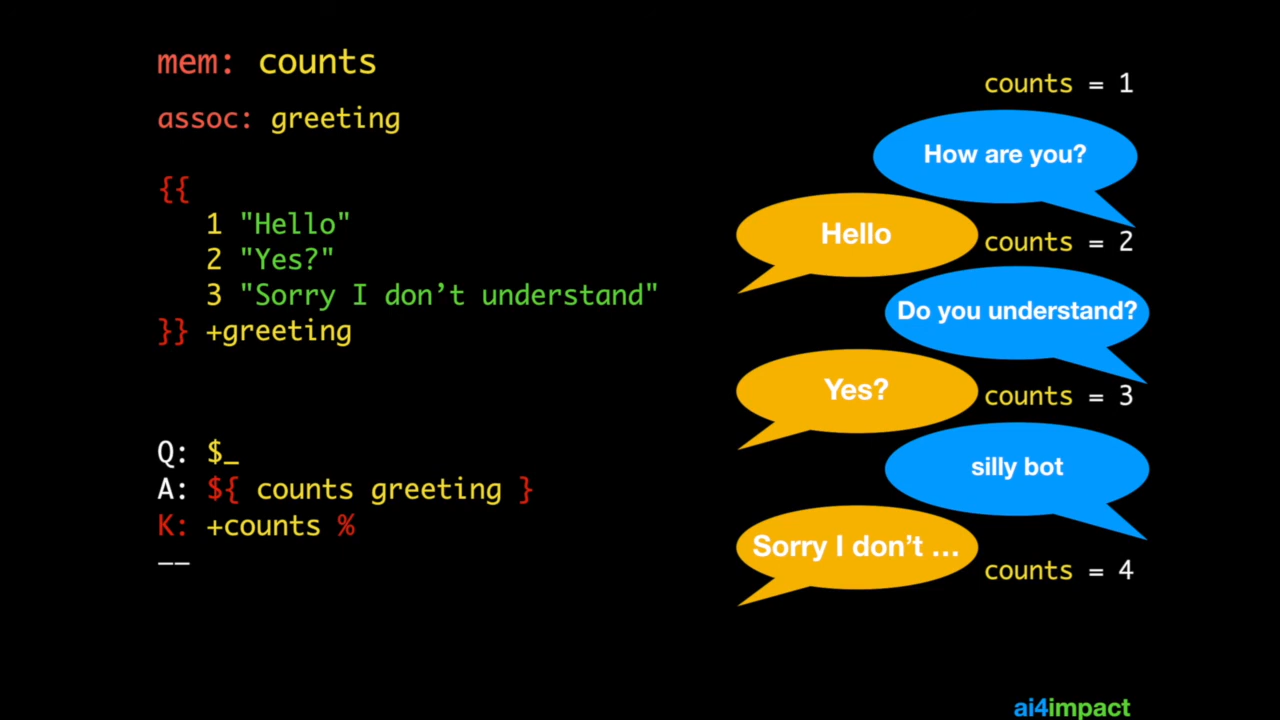 mem: counts
assoc: greeting
{{
1 "Hello"
2 "Yes?"
3 "Sorry I don’t understand"
}} +greeting
Q: $_
A: ${ counts greeting }
K: +counts %
__
counts = 1
How are you?
Hello
counts = 2
Do you understand?
Yes?
counts = 3
silly bot
Sorry I don’t ...
counts = 4
ai4impact